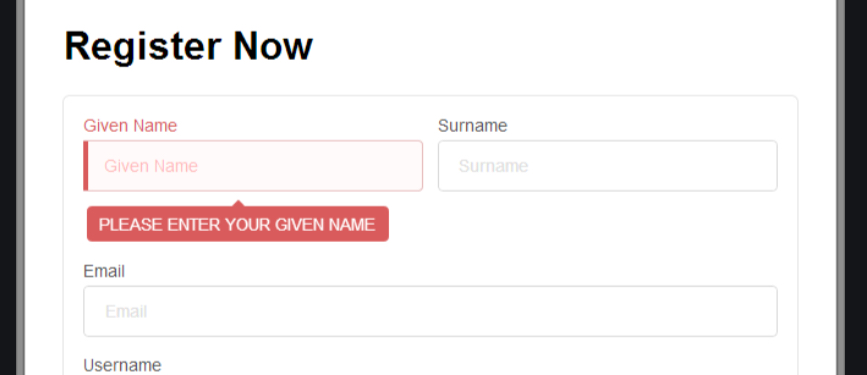 Register Now
Given Name
Surname
Given Name
Surname
PLEASE ENTER YOUR GIVEN NAME
Email
Email
Username